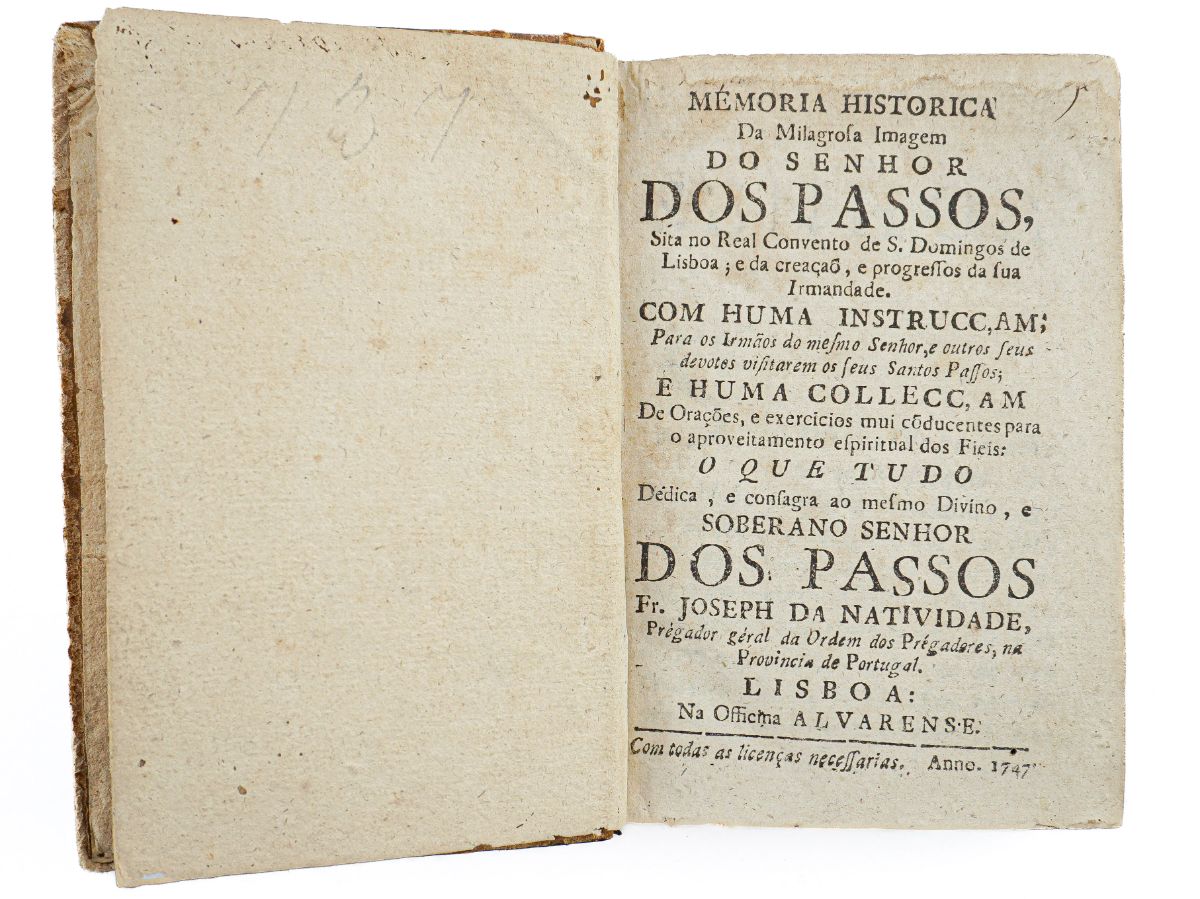 MÉMORIA HISTORICA
Da Milagroſa Imagem
DO SENHOR
DOS PASSOS,
Sita no Real Convento de S. Domingos de
Lisboa; e da creaçaõ, e progreſſos da ſua
Irmandade.
COM HUMA INSTRUCC,AM;
Para os Irmãos do meſmo Senhor, e outros ſeus
devotos viſitarem os ſeus Santos Paſſos;
E HUMA COLLECC,AM
De Orações, e exercicios mui cõducentes para
o aproveitamento eſpiritual dos Fieis:
O QUE TUDO
Dédica, e conſagra ao meſmo Divino, e
SOBERANO SENHOR
DOS PASSOS
Fr. JOSEPH DA NATIVIDADE,
Prégador géral da Ordem dos Prégadores, na
Provincia de Portugal.
LISBOA:
Na Officina ALVARENSE.
Com todas as licenças neceſſarias. Anno. 1747